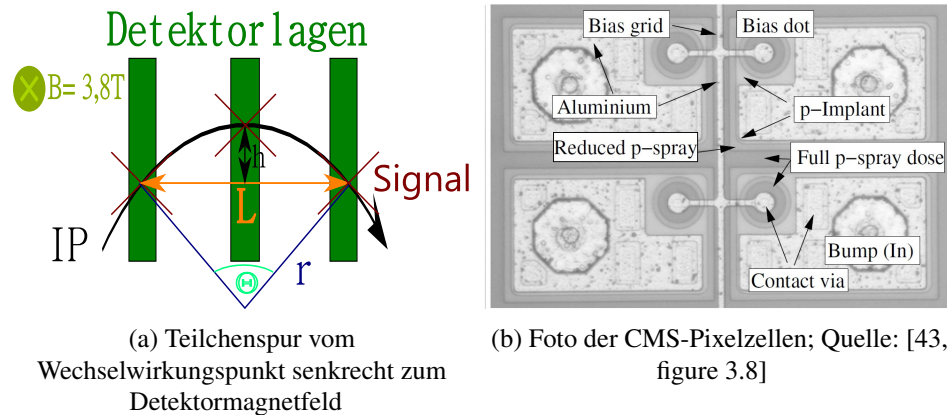 Detektorlagen
B= 3,8T
h
Signal
L
IP
Θ
r
(a) Teilchenspur vom
Wechselwirkungspunkt senkrecht zum
Detektormagnetfeld
Bias grid
Bias dot
Aluminium
p−Implant
Reduced p−spray
Full p−spray dose
Bump (In)
Contact via
(b) Foto der CMS-Pixelzellen; Quelle: [43,
figure 3.8]